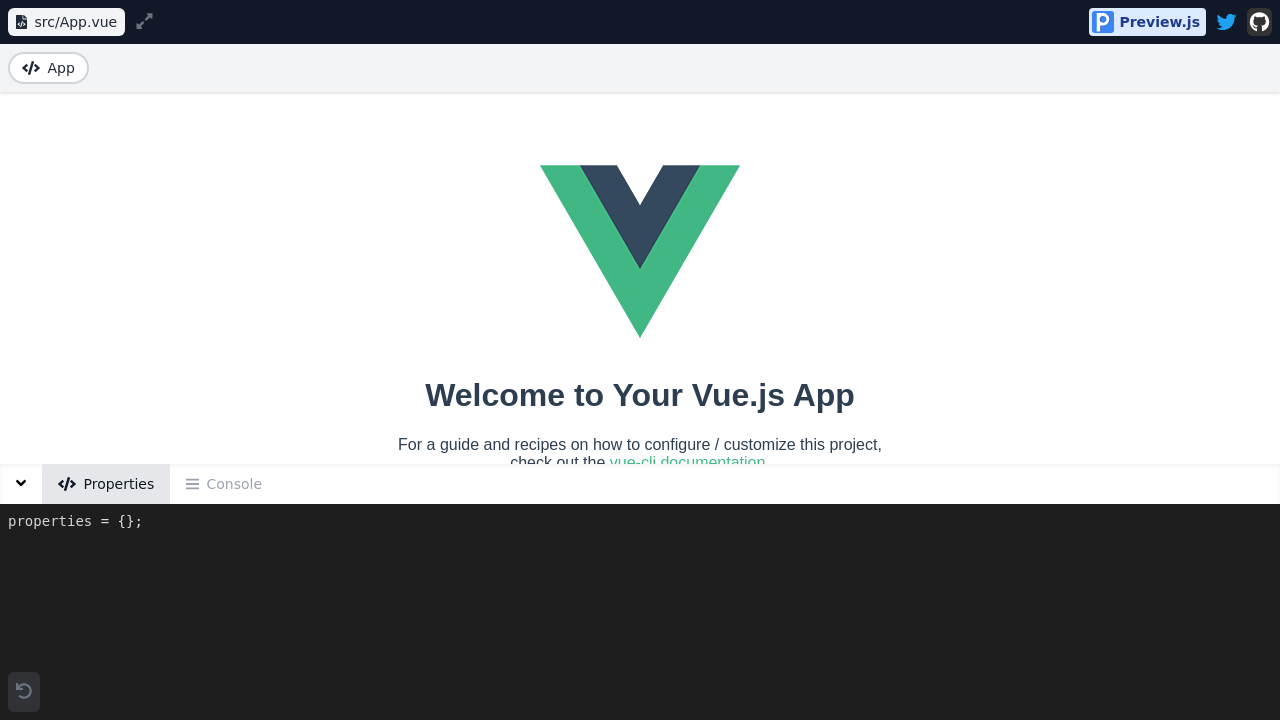 src/App.vue
Preview.js
App
Welcome to Your Vue.js App
For a guide and recipes on how to configure / customize this project,
check out the vue-cli documentation
Properties
Console
properties = {};